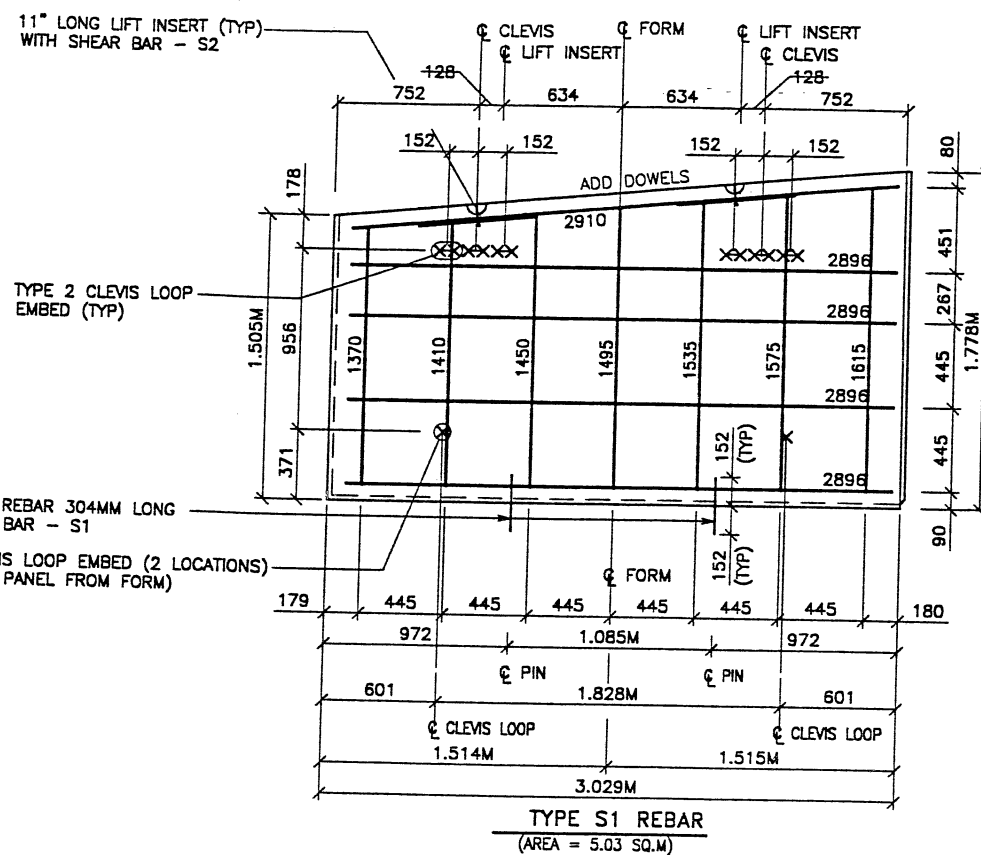 11" LONG LIFT INSERT (TYP)
WITH SHEAR BAR – S2
℄ CLEVIS
℄ LIFT INSERT
℄ FORM
℄ LIFT INSERT
℄ CLEVIS
128
128
752
634
634
752
152
152
152
152
80
178
ADD DOWELS
2910
451
2896
TYPE 2 CLEVIS LOOP
EMBED (TYP)
267
2896
1.505M
956
1370
1410
1450
1495
1535
1575
1615
445
1.778M
2896
371
152
(TYP)
445
2896
REBAR 304MM LONG
BAR – S1
90
152
(TYP)
IS LOOP EMBED (2 LOCATIONS)
PANEL FROM FORM)
℄ FORM
179
445
445
445
445
445
445
180
972
1.085M
972
℄ PIN
℄ PIN
601
1.828M
601
℄ CLEVIS LOOP
℄ CLEVIS LOOP
1.514M
1.515M
3.029M
TYPE S1 REBAR
(AREA = 5.03 SQ.M)